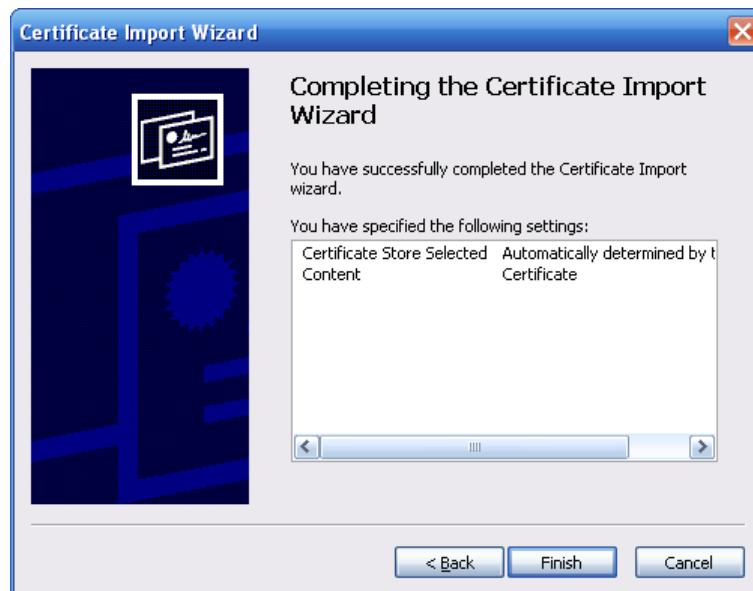 Certificate Import Wizard
Completing the Certificate Import
Wizard
You have successfully completed the Certificate Import
wizard.
You have specified the following settings:
Certificate Store Selected Automatically determined by t
Content Certificate
< Back Finish Cancel